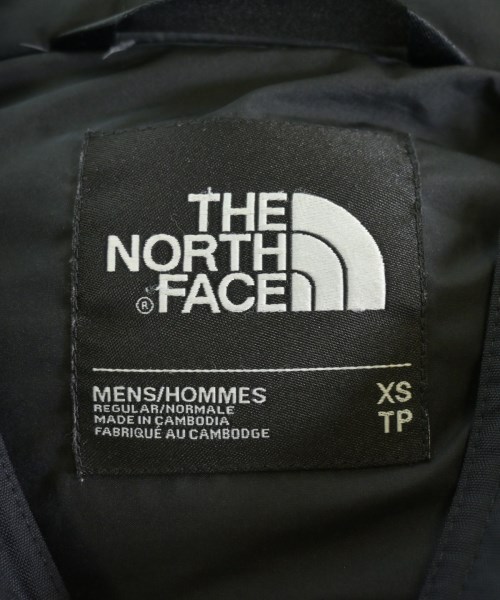 THE
NORTH
® FACE
MENS/HOMMES XS
REGULAR/NORMALE TP
MADE IN CAMBODIA
FABRIQUÉ AU CAMBODGE